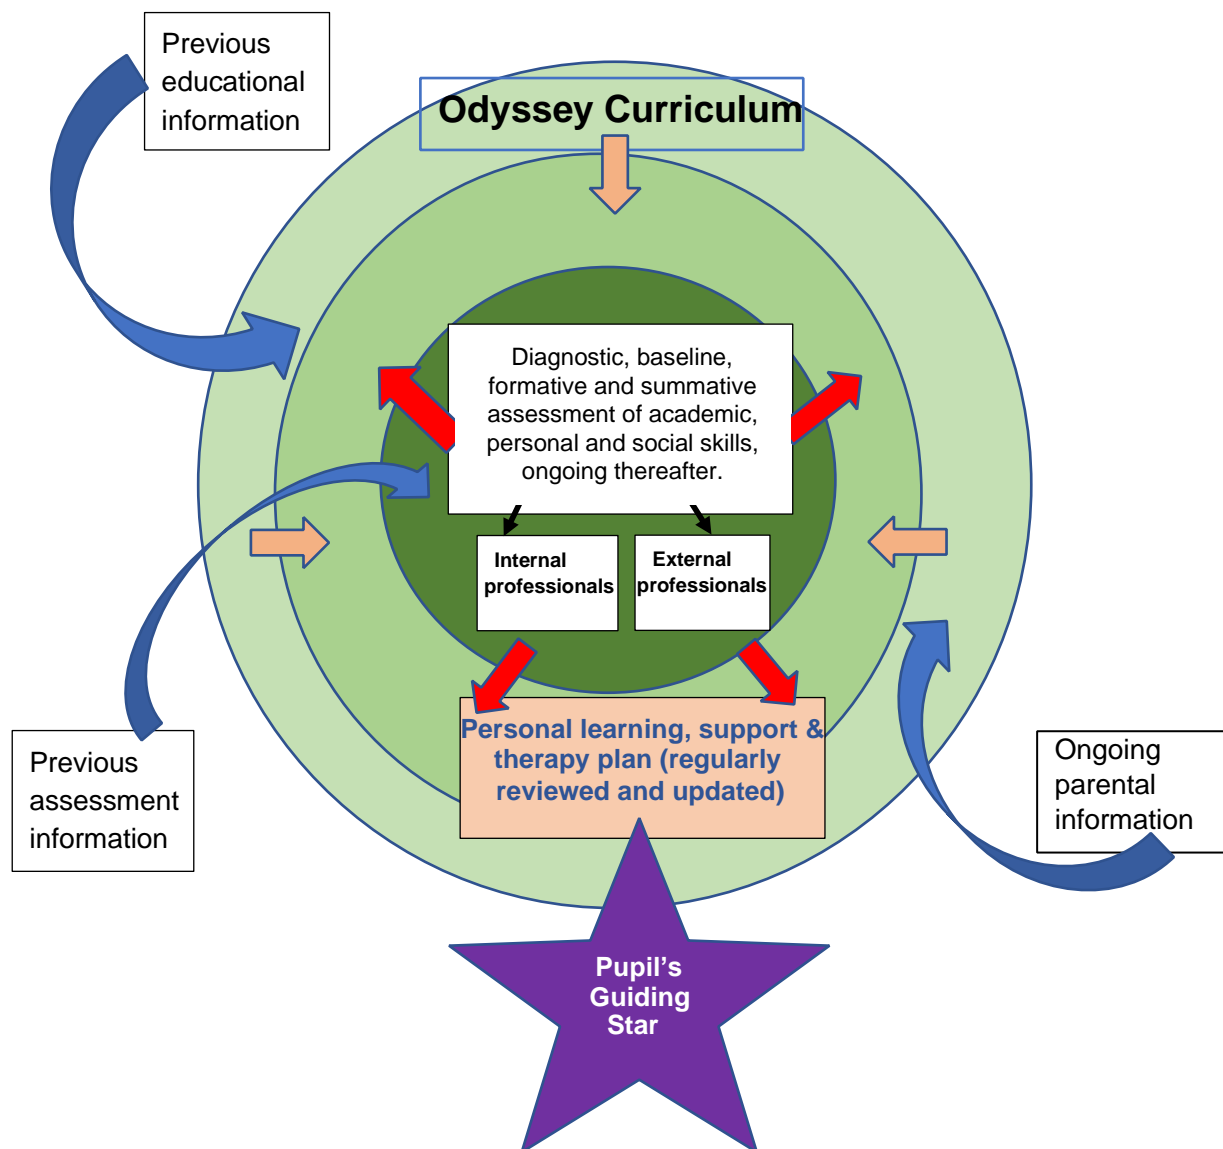 Previous
educational
information
Odyssey Curriculum
Diagnostic, baseline,
formative and summative
assessment of academic,
personal and social skills,
ongoing thereafter.
Internal
professionals
External
professionals
Personal learning, support &
therapy plan (regularly
reviewed and updated)
Previous
assessment
information
Ongoing
parental
information
Pupil’s
Guiding
Star